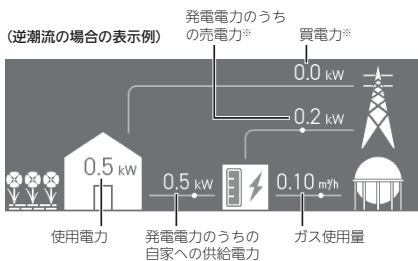 発電電力のうち
の売電力※
買電力※
(逆潮流の場合の表示例)
0.0 kW
0.2 kW
0.5 kW
0.5 kW
0.10 m³/h
使用電力
発電電力のうちの
自家への供給電力
ガス使用量